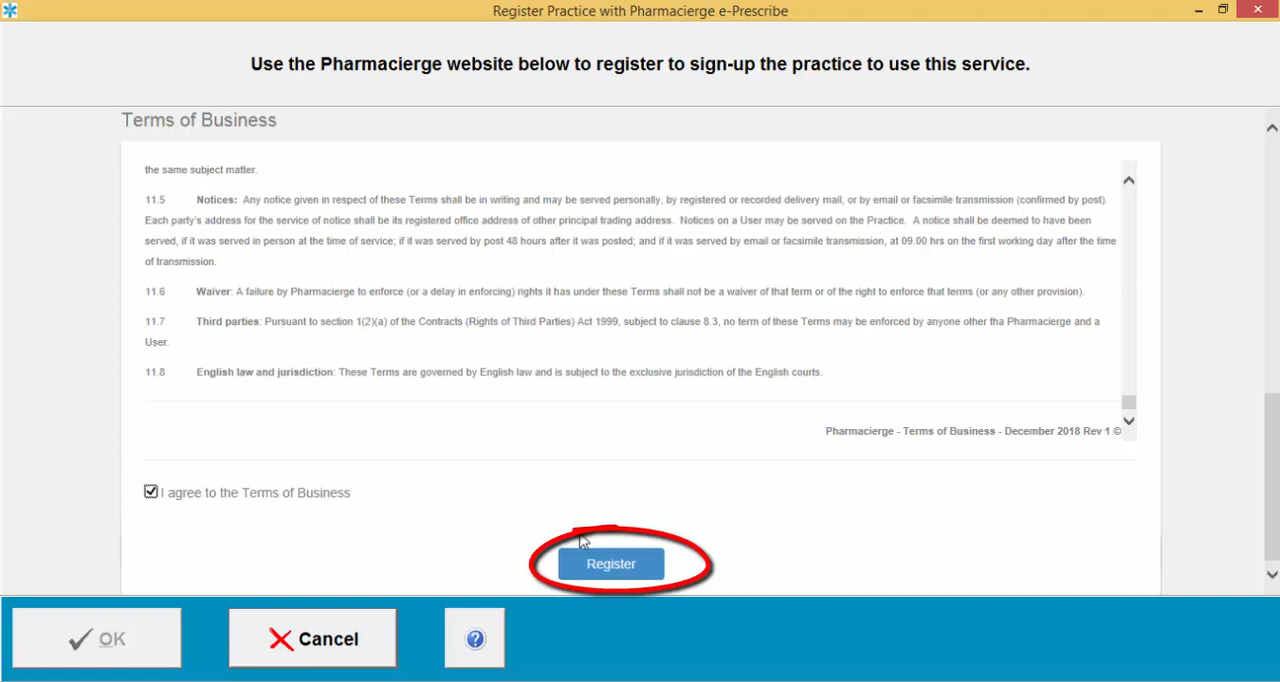 Register Practice with Pharmacierge e-Prescribe
Use the Pharmacierge website below to register to sign-up the practice to use this service.
Terms of Business
the same subject matter.
11.5 Notices: Any notice given in respect of these Terms shall be in writing and may be served personally, by registered or recorded delivery mail, or by email or facsimile transmission (confirmed by post).
Each party's address for the service of notice shall be its registered office address of other principal trading address. Notices on a User may be served on the Practice. A notice shall be deemed to have been
served, if it was served in person at the time of service; if it was served by post 48 hours after it was posted; and if it was served by email or facsimile transmission, at 09.00 hrs on the first working day after the time
of transmission.
11.6 Waiver: A failure by Pharmacierge to enforce (or a delay in enforcing) rights it has under these Terms shall not be a waiver of that term or of the right to enforce that terms (or any other provision).
11.7 Third parties: Pursuant to section 1(2)(a) of the Contracts (Rights of Third Parties) Act 1999, subject to clause 8.3, no term of these Terms may be enforced by anyone other tha Pharmacierge and a
User.
11.8 English law and jurisdiction: These Terms are governed by English law and is subject to the exclusive jurisdiction of the English courts.
Pharmacierge - Terms of Business - December 2018 Rev 1 ©
I agree to the Terms of Business
Register
OK
Cancel
?